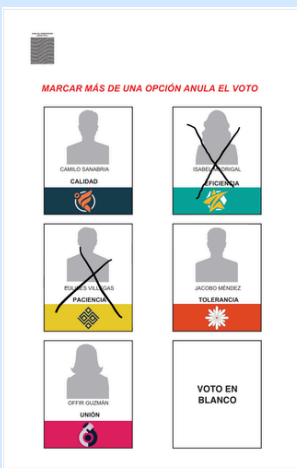 MARCAR MÁS DE UNA OPCIÓN ANULA EL VOTO
CAMILO SANABRIA
CALIDAD
ISABEL MADRIGAL
EFICIENCIA
EULISES VILLEGAS
PACIENCIA
JACOBO MÉNDEZ
TOLERANCIA
OFFIR GUZMÁN
UNIÓN
VOTO EN
BLANCO